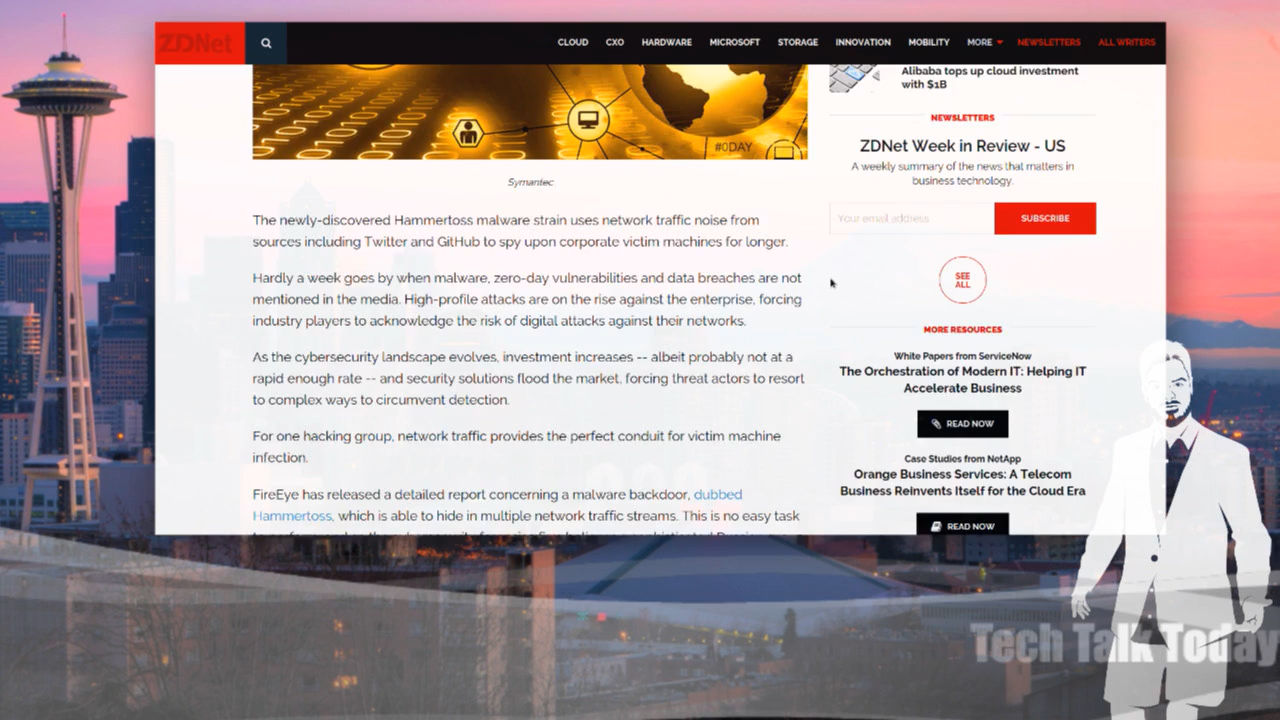 ZDNet
CLOUD CXO HARDWARE MICROSOFT STORAGE INNOVATION MOBILITY MORE NEWSLETTERS ALL WRITERS
#0DAY
Symantec
The newly-discovered Hammertoss malware strain uses network traffic noise from
sources including Twitter and GitHub to spy upon corporate victim machines for longer.
Hardly a week goes by when malware, zero-day vulnerabilities and data breaches are not
mentioned in the media. High-profile attacks are on the rise against the enterprise, forcing
industry players to acknowledge the risk of digital attacks against their networks.
As the cybersecurity landscape evolves, investment increases -- albeit probably not at a
rapid enough rate -- and security solutions flood the market, forcing threat actors to resort
to complex ways to circumvent detection.
For one hacking group, network traffic provides the perfect conduit for victim machine
infection.
FireEye has released a detailed report concerning a malware backdoor, dubbed
Hammertoss, which is able to hide in multiple network traffic streams. This is no easy task
Alibaba tops up cloud investment
with $1B
NEWSLETTERS
ZDNet Week in Review - US
A weekly summary of the news that matters in
business technology.
Your email address
SUBSCRIBE
SEE
ALL
MORE RESOURCES
White Papers from ServiceNow
The Orchestration of Modern IT: Helping IT
Accelerate Business
READ NOW
Case Studies from NetApp
Orange Business Services: A Telecom
Business Reinvents Itself for the Cloud Era
READ NOW
Tech Talk Today